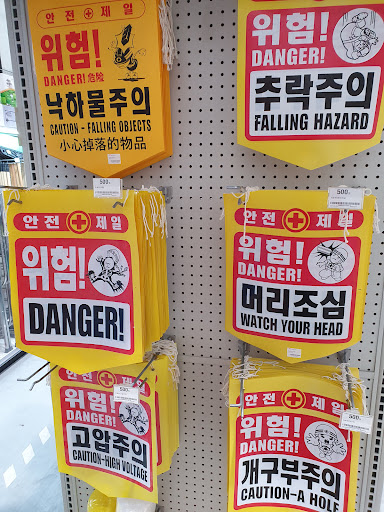 안전 제일
위험!
DANGER! 危險
낙하물주의
CAUTION - FALLING OBJECTS
小心掉落的物品
위험!
DANGER!
추락주의
FALLING HAZARD
500
안전 제일
위험!
DANGER!
500
안전 제일
위험!
DANGER!
머리조심
WATCH YOUR HEAD
500
안전 제일
위험!
DANGER!
고압주의
CAUTION-HIGH VOLTAGE
500
안전 제일
위험!
DANGER!
개구부주의
CAUTION-A HOLE